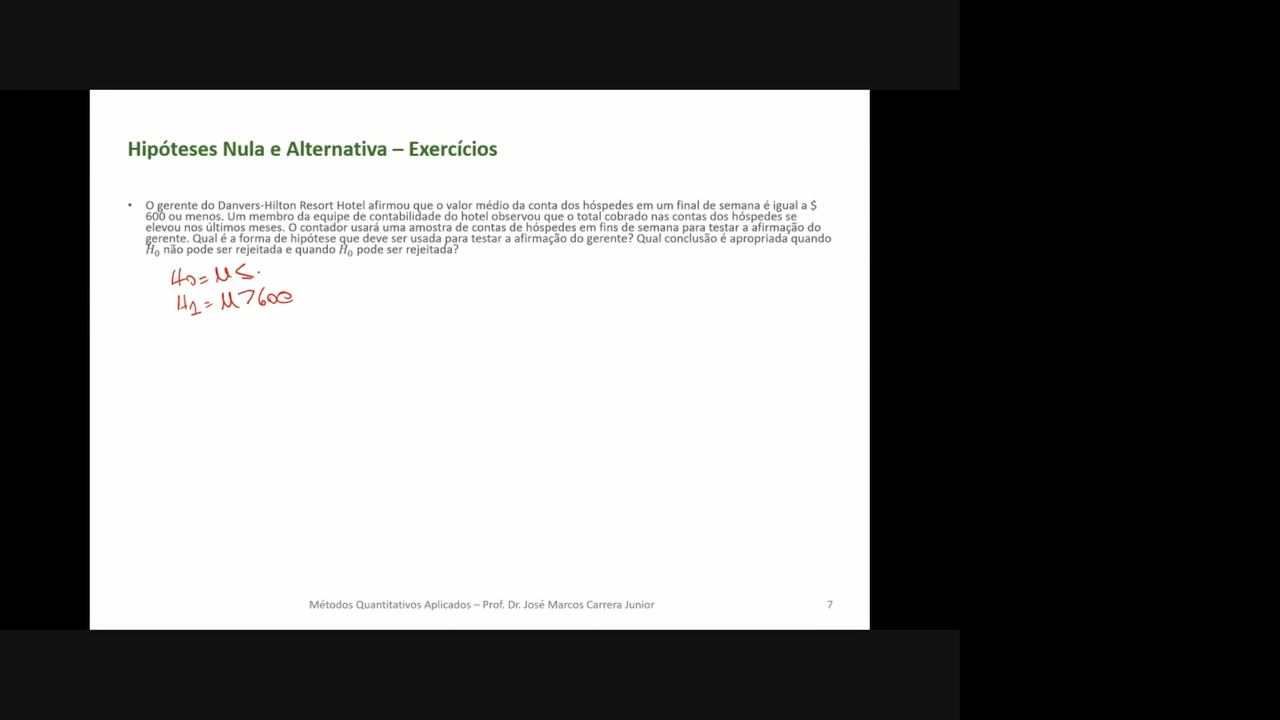 Hipóteses Nula e Alternativa – Exercícios
• O gerente do Danvers-Hilton Resort Hotel afirmou que o valor médio da conta dos hóspedes em um final de semana é igual a $
600 ou menos. Um membro da equipe de contabilidade do hotel observou que o total cobrado nas contas dos hóspedes se
elevou nos últimos meses. O contador usará uma amostra de contas de hóspedes em fins de semana para testar a afirmação do
gerente. Qual é a forma de hipótese que deve ser usada para testar a afirmação do gerente? Qual conclusão é apropriada quando
H₀ não pode ser rejeitada e quando H₀ pode ser rejeitada?
H₀ = μ ≤
H₁ = μ > 600
Métodos Quantitativos Aplicados – Prof. Dr. José Marcos Carrera Junior
7